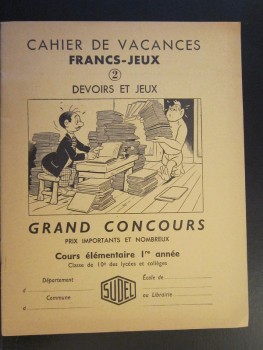 CAHIER DE VACANCES
FRANCS-JEUX
2
DEVOIRS ET JEUX
GRAND CONCOURS
PRIX IMPORTANTS ET NOMBREUX
Cours élémentaire 1re année
Classe de 10e des lycées et collèges
Département
École de
à
SUDEL
Commune
ou Librairie